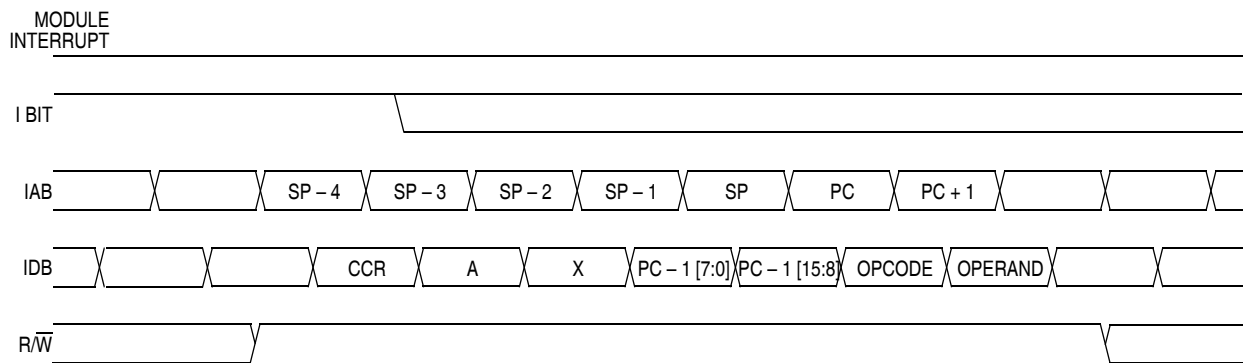 MODULE
INTERRUPT
I BIT
IAB SP – 4 SP – 3 SP – 2 SP – 1 SP PC PC + 1
IDB CCR A X PC – 1 [7:0] PC – 1 [15:8] OPCODE OPERAND
R/W̅